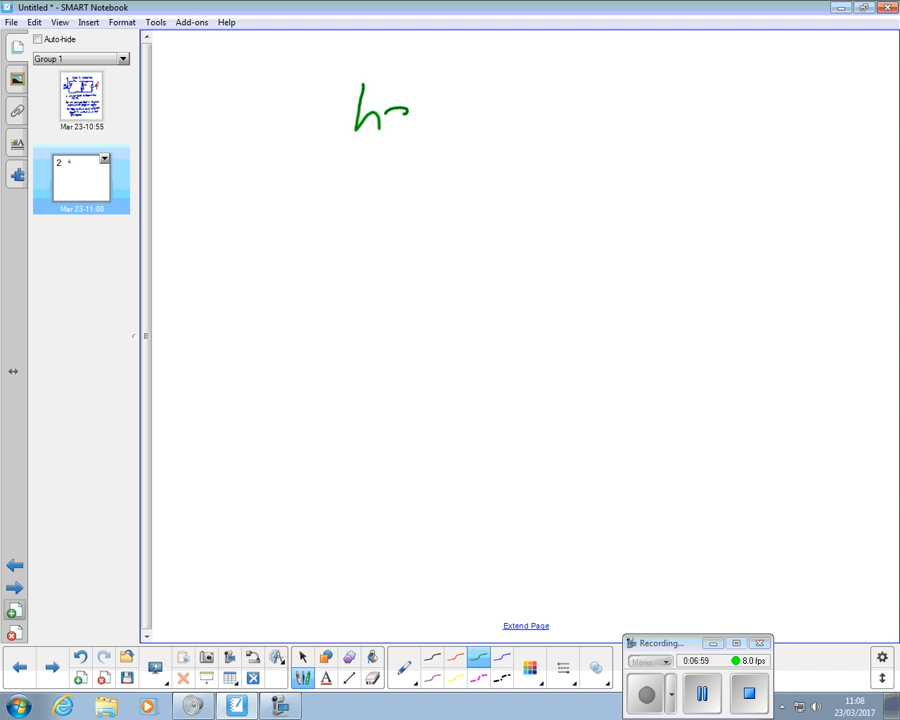 Untitled * - SMART Notebook
File Edit View Insert Format Tools Add-ons Help
Auto-hide
Group 1
Mar 23-10:55
2
Mar 23-11:08
h
Extend Page
Recording...
Menu
0:06:59
8.0 fps
11:08
23/03/2017